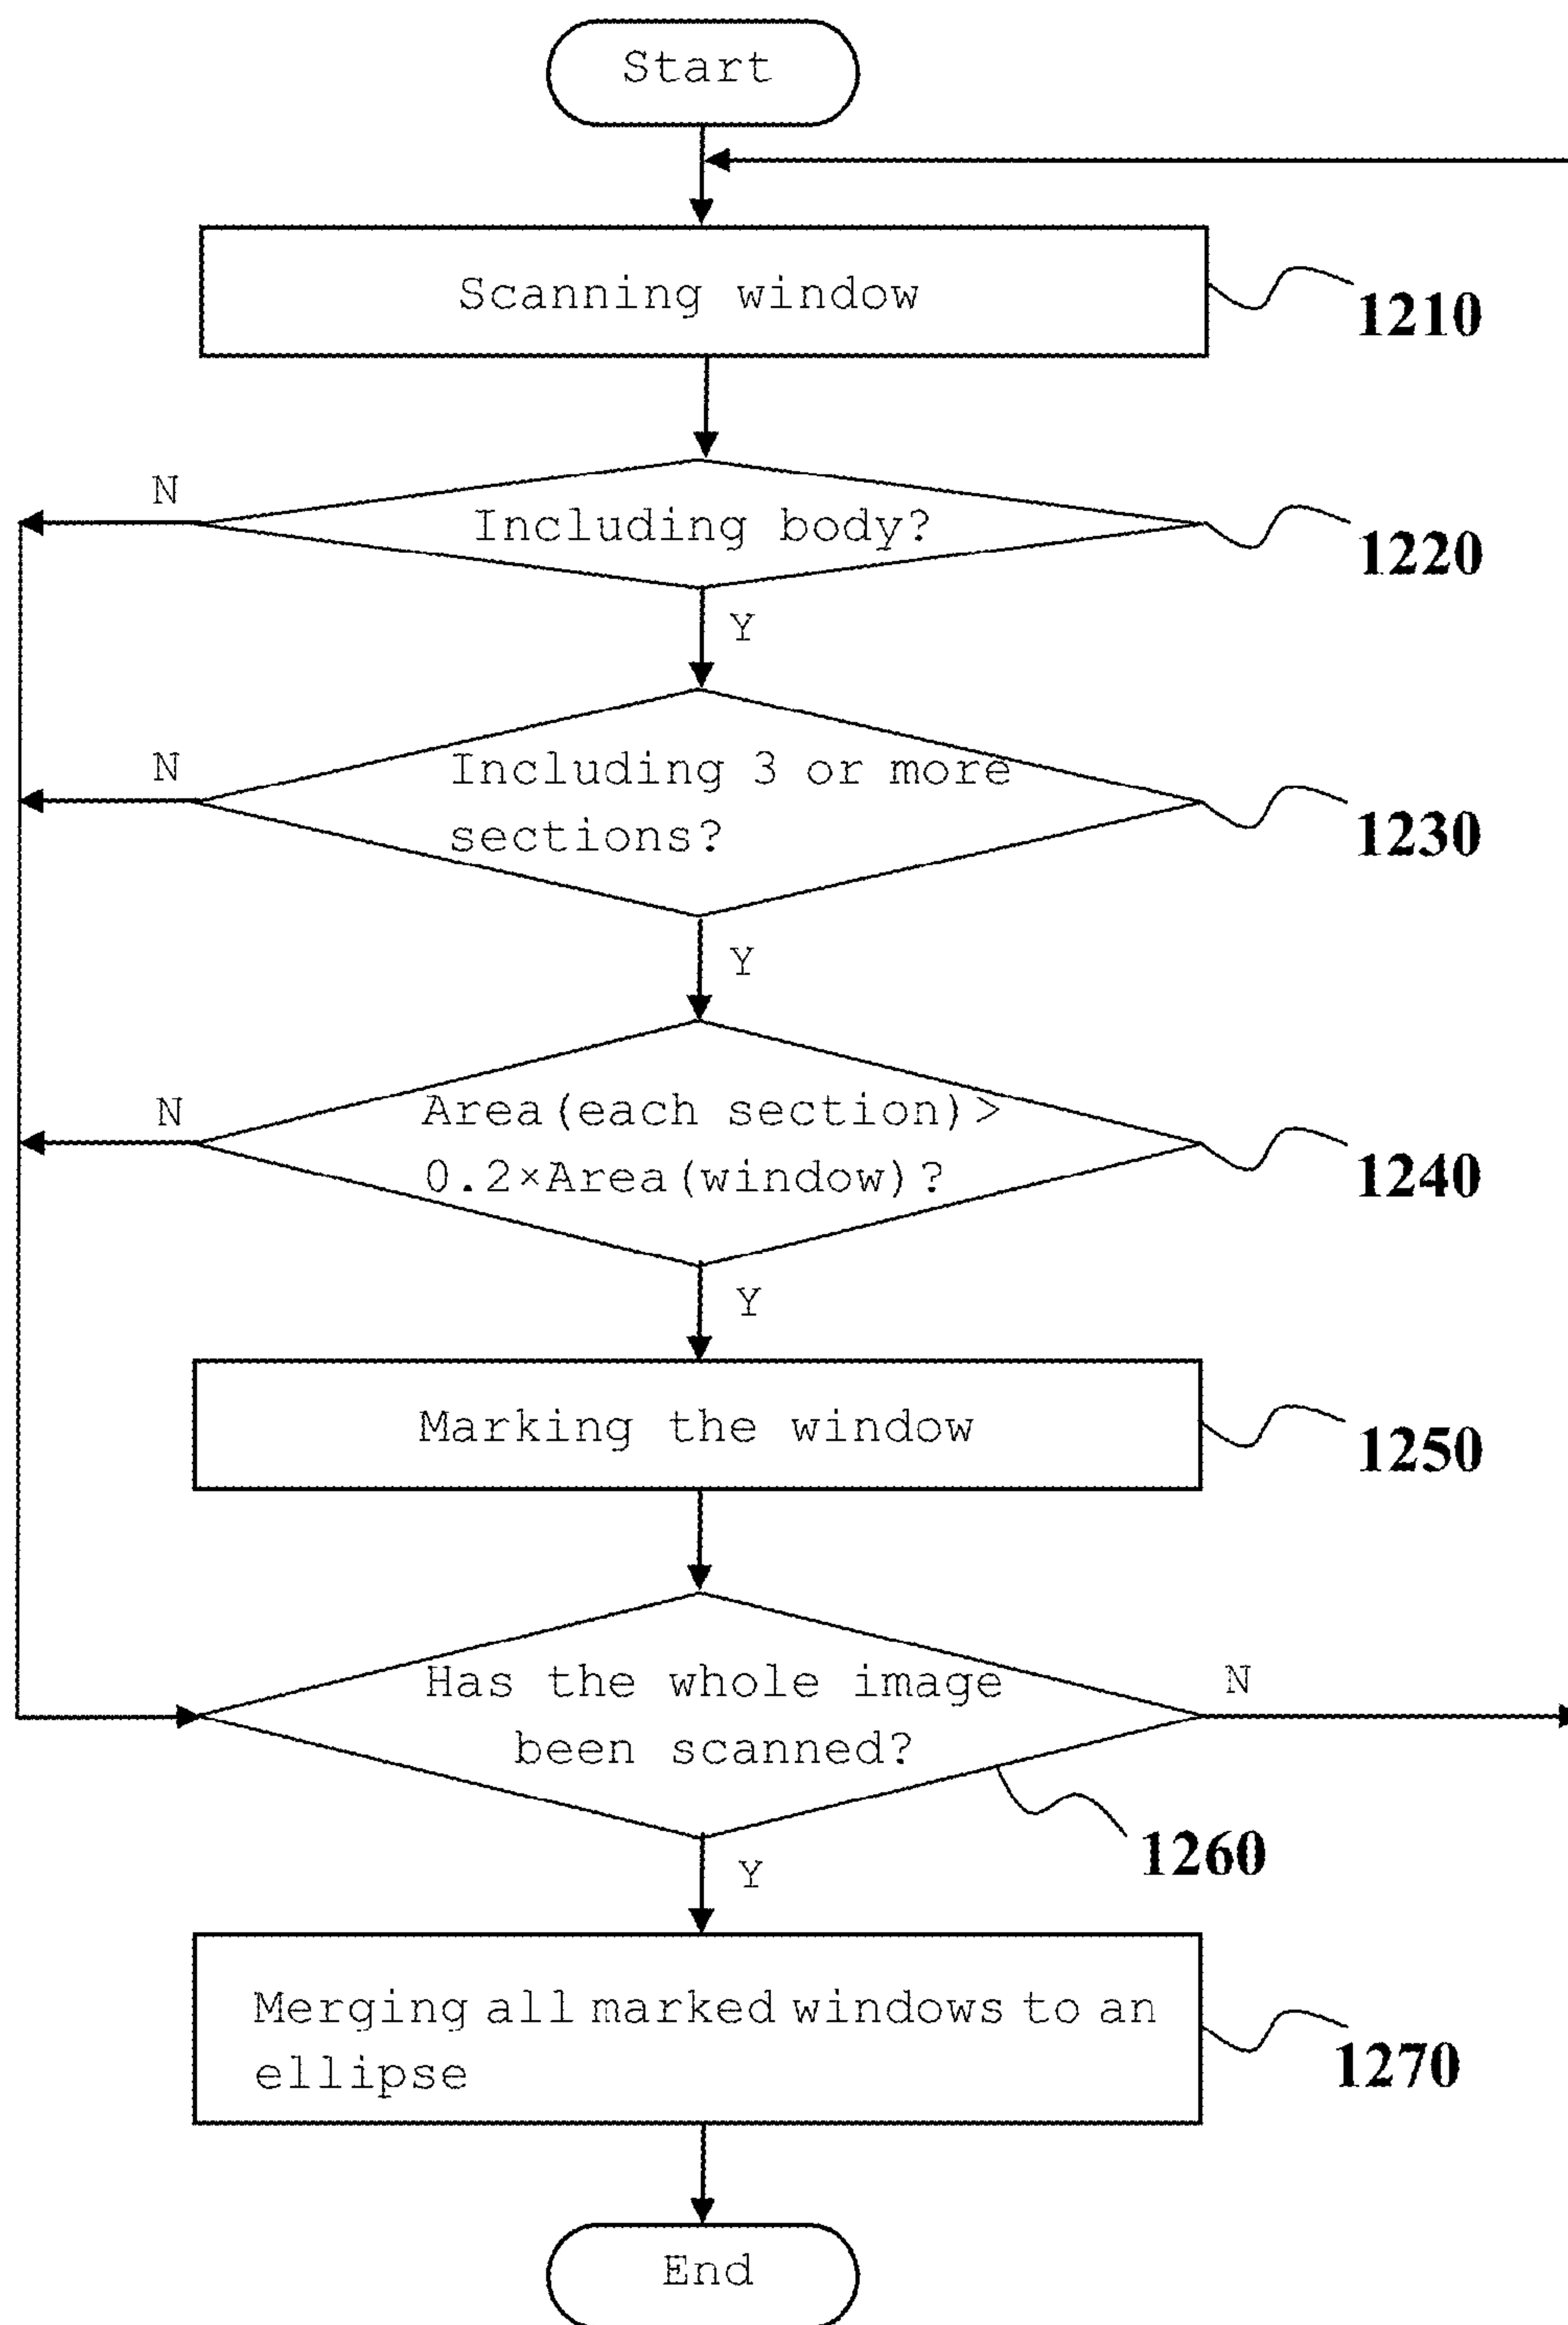 Start
Scanning window
1210
N
Including body?
1220
Y
N
Including 3 or more
sections?
1230
Y
N
Area(each section)>
0.2×Area(window)?
1240
Y
Marking the window
1250
Has the whole image
been scanned?
N
1260
Y
Merging all marked windows to an
ellipse
1270
End